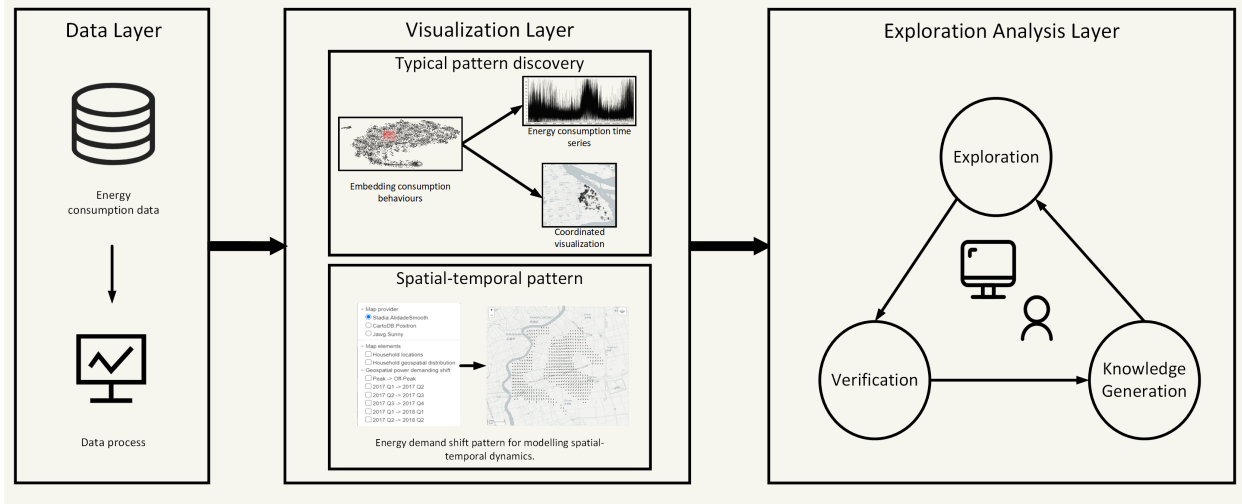 Data Layer
Energy
consumption data
Data process
Visualization Layer
Typical pattern discovery
Embedding consumption
behaviours
Energy consumption time
series
Coordinated
visualization
Spatial-temporal pattern
− Map provider
Stadia.AlidadeSmooth
CartoDB Positron
Jawg.Sunny
− Map elements
Household locations
Household geospatial distribution
− Geospatial power demanding shift
Peak -> Off-Peak
2017 Q1 -> 2017 Q2
2017 Q2 -> 2017 Q3
2017 Q3 -> 2017 Q4
2017 Q1 -> 2018 Q1
2017 Q2 -> 2018 Q2
Energy demand shift pattern for modelling spatial-
temporal dynamics.
Exploration Analysis Layer
Exploration
Verification
Knowledge
Generation